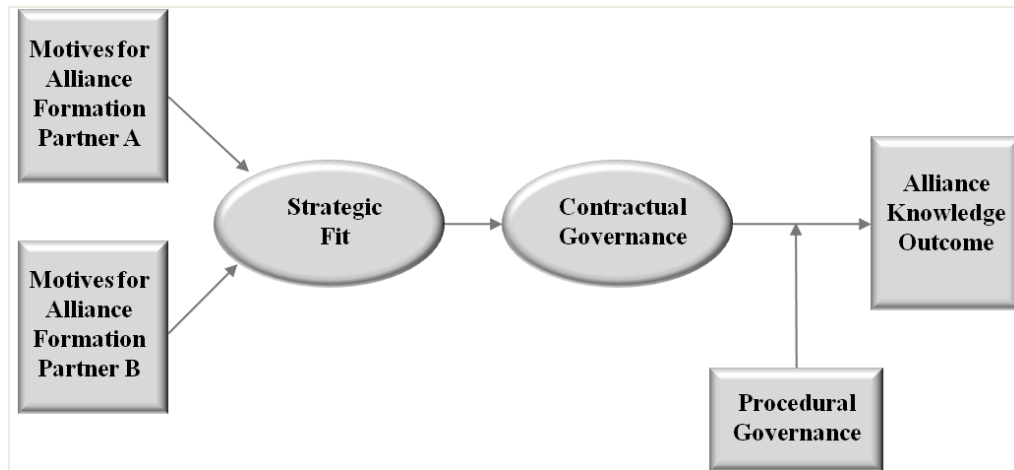 Motives for
Alliance
Formation
Partner A
Motives for
Alliance
Formation
Partner B
Strategic
Fit
Contractual
Governance
Alliance
Knowledge
Outcome
Procedural
Governance